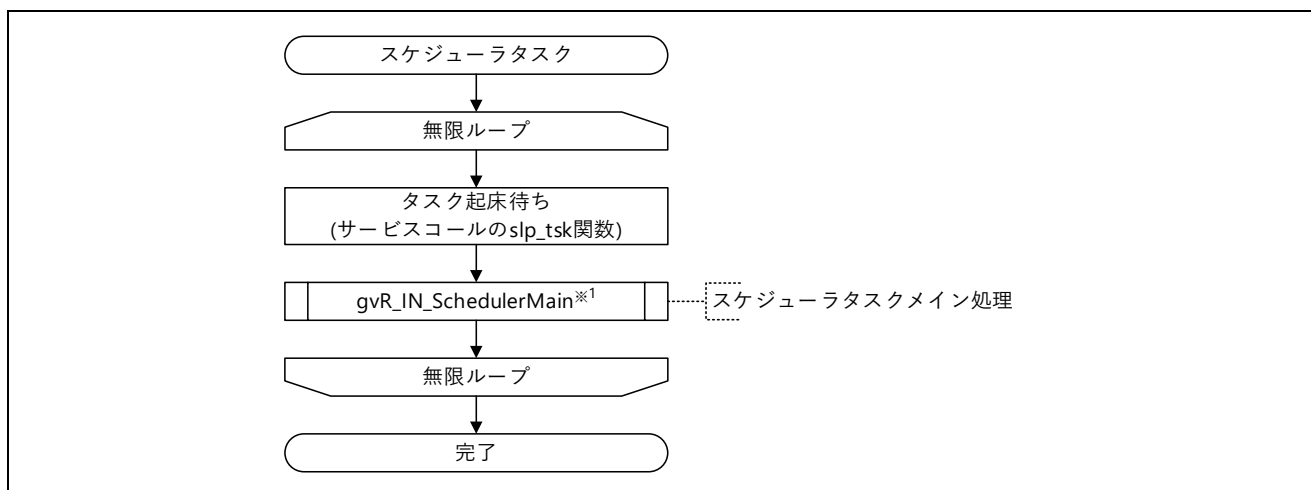 スケジューラタスク
無限ループ
タスク起床待ち
(サービスコールのslp_tsk関数)
gvR_IN_SchedulerMain※1
スケジューラタスクメイン処理
無限ループ
完了